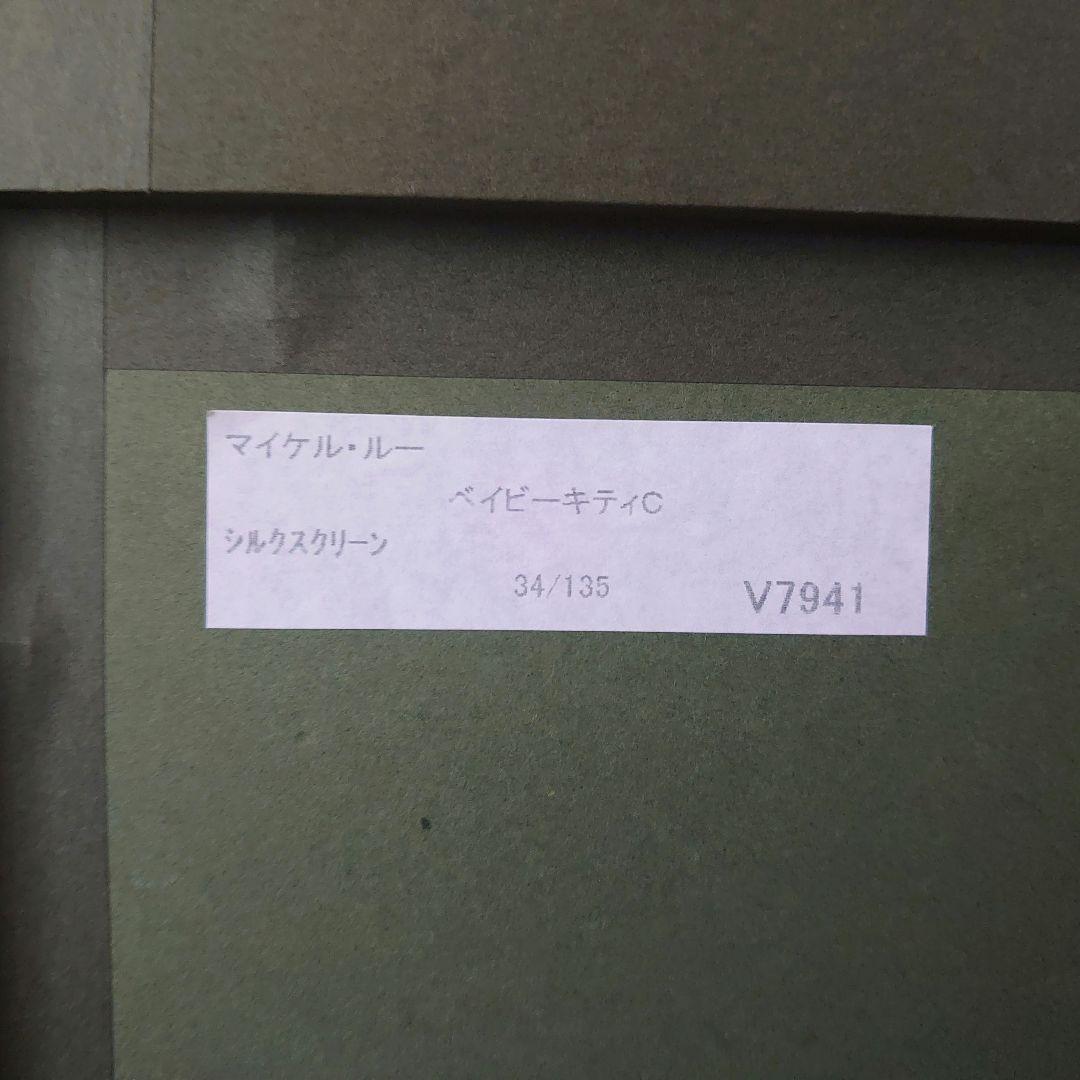 マイケル・ルー
ベイビーキティC
シルクスクリーン
34/135
V7941